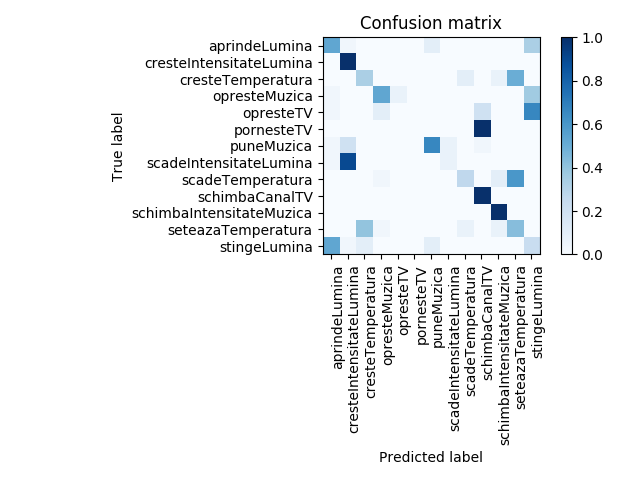 Confusion matrix
True label
aprindeLumina
cresteIntensitateLumina
cresteTemperatura
opresteMuzica
opresteTV
pornesteTV
puneMuzica
scadeIntensitateLumina
scadeTemperatura
schimbaCanalTV
schimbaIntensitateMuzica
seteazaTemperatura
stingeLumina
1.0
0.8
0.6
0.4
0.2
0.0
aprindeLumina
cresteIntensitateLumina
cresteTemperatura
opresteMuzica
opresteTV
pornesteTV
puneMuzica
scadeIntensitateLumina
scadeTemperatura
schimbaCanalTV
schimbaIntensitateMuzica
seteazaTemperatura
stingeLumina
Predicted label